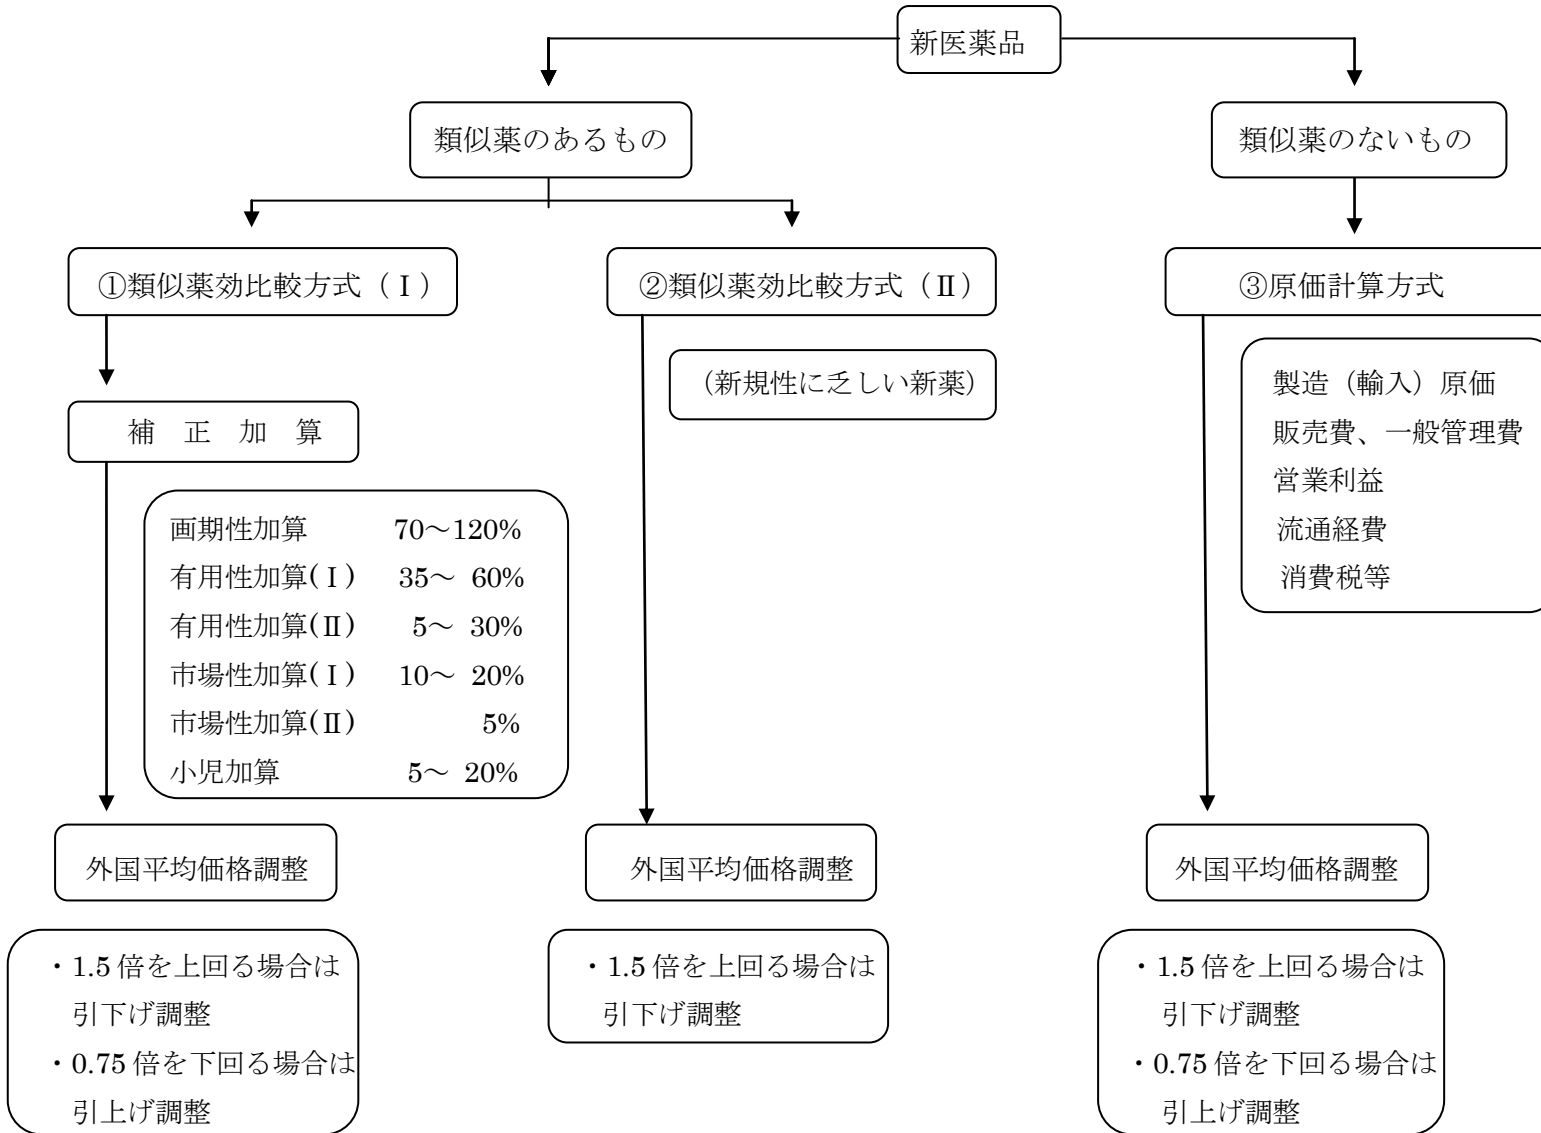 新医薬品
類似薬のあるもの
類似薬のないもの
①類似薬効比較方式（Ⅰ）
②類似薬効比較方式（Ⅱ）
③原価計算方式
（新規性に乏しい新薬）
補　正　加　算
画期性加算 70～120%
有用性加算(Ⅰ) 35～ 60%
有用性加算(Ⅱ) 5～ 30%
市場性加算(Ⅰ) 10～ 20%
市場性加算(Ⅱ) 5%
小児加算 5～ 20%
製造（輸入）原価
販売費、一般管理費
営業利益
流通経費
消費税等
外国平均価格調整
外国平均価格調整
外国平均価格調整
・1.5 倍を上回る場合は
引下げ調整
・0.75 倍を下回る場合は
引上げ調整
・1.5 倍を上回る場合は
引下げ調整
・1.5 倍を上回る場合は
引下げ調整
・0.75 倍を下回る場合は
引上げ調整